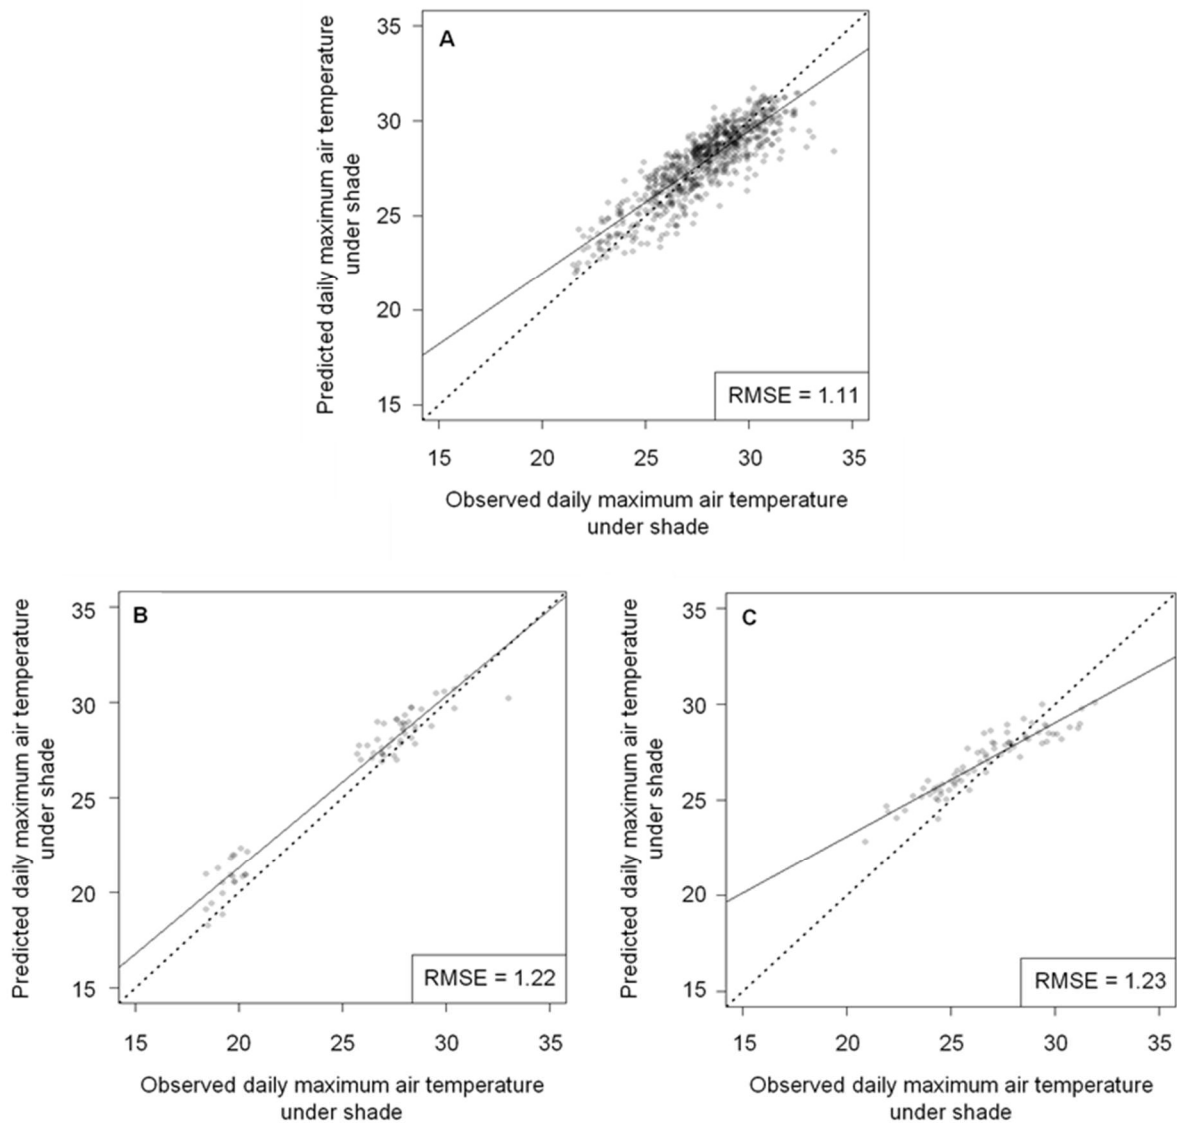 A
Predicted daily maximum air temperature
under shade
35
30
25
20
15
RMSE = 1.11
15 20 25 30 35
Observed daily maximum air temperature
under shade
B
Predicted daily maximum air temperature
under shade
35
30
25
20
15
RMSE = 1.22
15 20 25 30 35
Observed daily maximum air temperature
under shade
C
Predicted daily maximum air temperature
under shade
35
30
25
20
15
RMSE = 1.23
15 20 25 30 35
Observed daily maximum air temperature
under shade